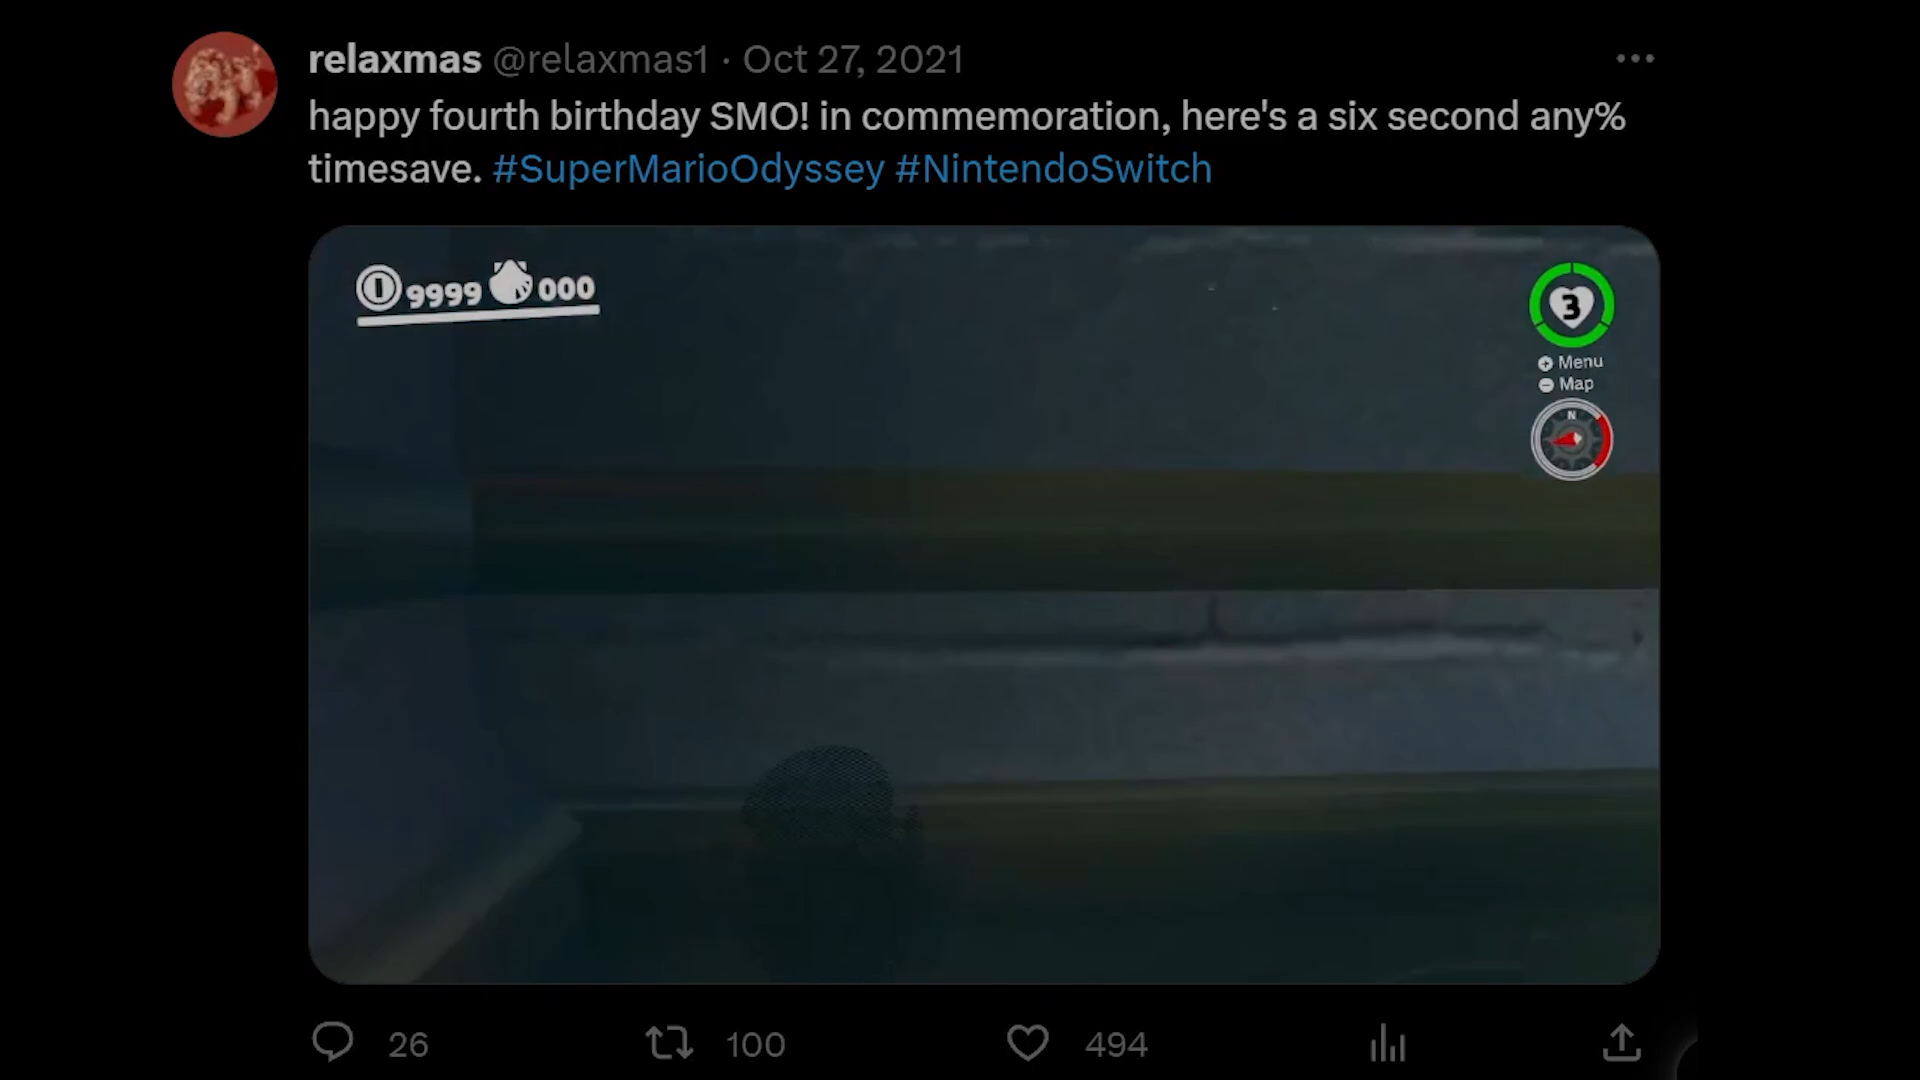 relaxmas @relaxmas1 · Oct 27, 2021
happy fourth birthday SMO! in commemoration, here's a six second any%
timesave. #SuperMarioOdyssey #NintendoSwitch
9999 000
3
Menu
Map
N
26 100 494